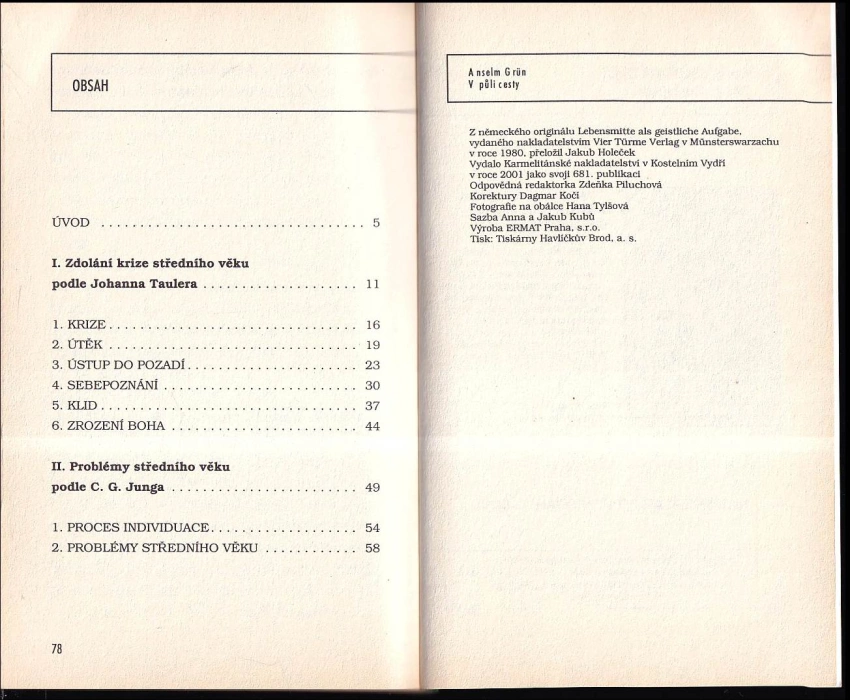 OBSAH
ÚVOD . . . . . . . . . . . . . . . . . . . . . . . . . . . . . . . . . . 5
I. Zdolání krize středního věku
podle Johanna Taulera . . . . . . . . . . . . . . . . . . . . 11
1. KRIZE . . . . . . . . . . . . . . . . . . . . . . . . . . . . . . . . 16
2. ÚTĚK . . . . . . . . . . . . . . . . . . . . . . . . . . . . . . . . 19
3. ÚSTUP DO POZADÍ . . . . . . . . . . . . . . . . . . . . . . 23
4. SEBEPOZNÁNÍ . . . . . . . . . . . . . . . . . . . . . . . . . 30
5. KLID . . . . . . . . . . . . . . . . . . . . . . . . . . . . . . . . . 37
6. ZROZENÍ BOHA . . . . . . . . . . . . . . . . . . . . . . . . 44
II. Problémy středního věku
podle C. G. Junga . . . . . . . . . . . . . . . . . . . . . . . . 49
1. PROCES INDIVIDUACE . . . . . . . . . . . . . . . . . . . 54
2. PROBLÉMY STŘEDNÍHO VĚKU . . . . . . . . . . . . 58
78
Anselm Grün
V půli cesty
Z německého originálu Lebensmitte als geistliche Aufgabe,
vydaného nakladatelstvím Vier Türme Verlag v Münsterswarzachu
v roce 1980, přeložil Jakub Holeček
Vydalo Karmelitánské nakladatelství v Kostelním Vydří
v roce 2001 jako svoji 681. publikaci
Odpovědná redaktorka Zdeňka Piluchová
Korektury Dagmar Kočí
Fotografie na obálce Hana Tylšová
Sazba Anna a Jakub Kubů
Výroba ERMAT Praha, s.r.o.
Tisk: Tiskárny Havlíčkův Brod, a. s.